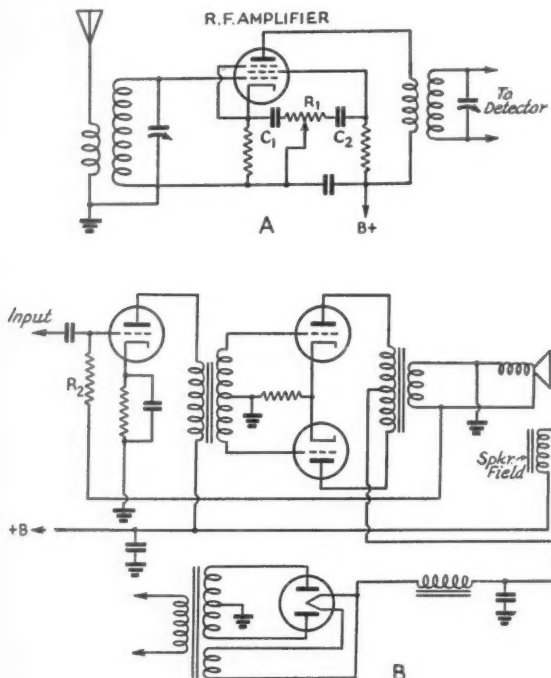 R.F. AMPLIFIER
R1
C1
C2
To
Detector
A
B+
Input
R2
Spkr.
Field
+B
B